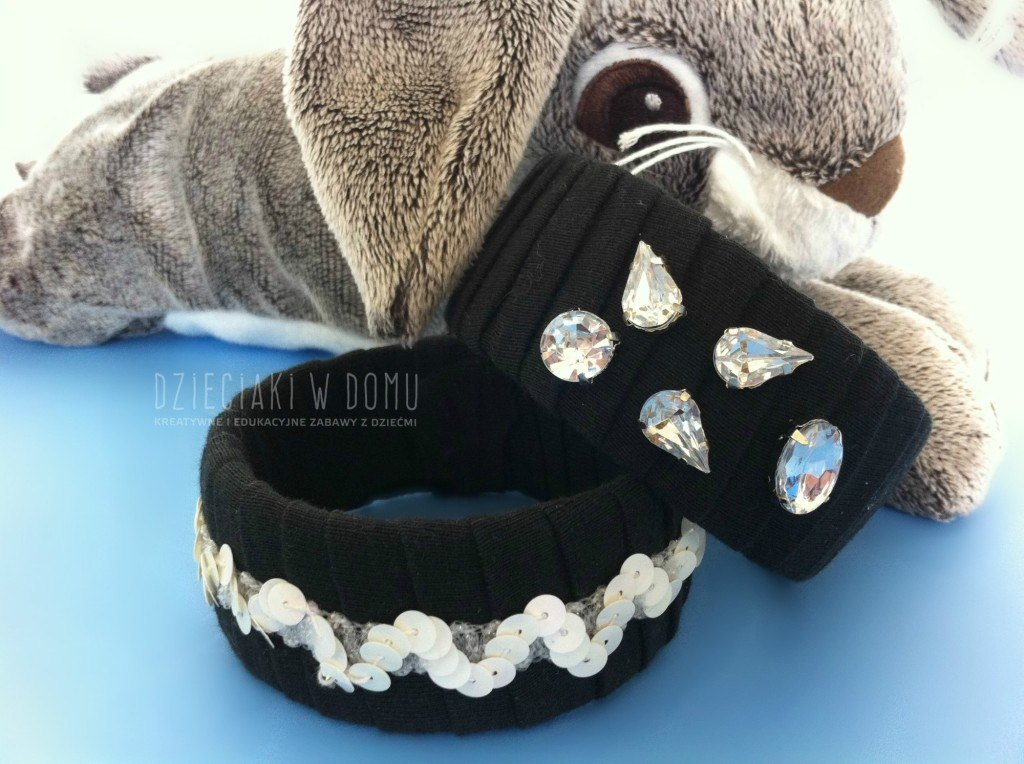 DZIECIAKI W DOMU
KREATYWNE I EDUKACYJNE ZABAWY Z DZIEĆMI